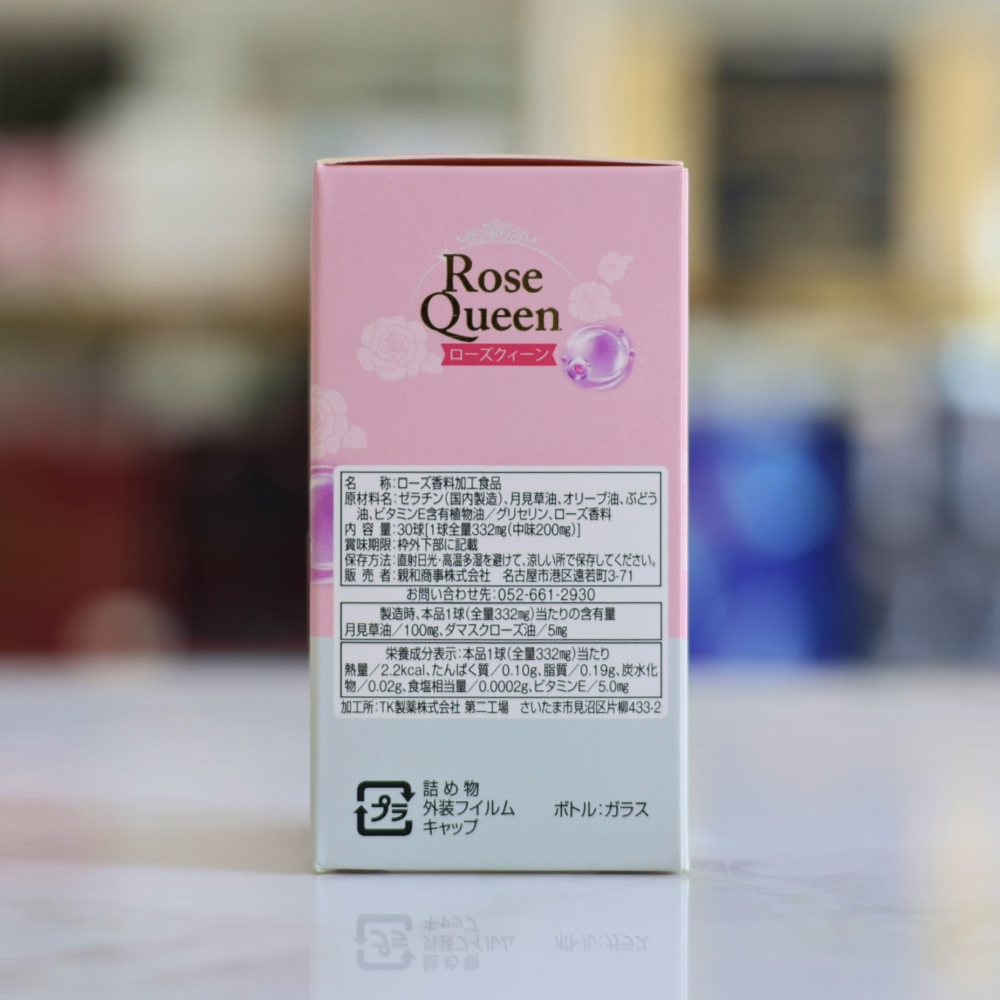 Rose
Queen
ローズクィーン
名　　称:ローズ香料加工食品
原材料名:ゼラチン(国内製造)、月見草油、オリーブ油、ぶどう
油、ビタミンE含有植物油／グリセリン、ローズ香料
内 容 量:30球[1球全量332mg(中味200mg)]
賞味期限:枠外下部に記載
保存方法:直射日光・高温多湿を避けて、涼しい所で保存してください。
販 売 者:親和商事株式会社　名古屋市港区遠若町3-71
お問い合わせ先:052-661-2930
製造時、本品1球(全量332mg)当たりの含有量
月見草油／100mg、ダマスクローズ油／5mg
栄養成分表示:本品1球(全量332mg)当たり
熱量／2.2kcal、たんぱく質／0.10g、脂質／0.19g、炭水化
物／0.02g、食塩相当量／0.0002g、ビタミンE／5.0mg
加工所:TK製薬株式会社 第二工場　さいたま市見沼区片柳433-2
プラ
詰め物
外装フイルム
キャップ
ボトル:ガラス